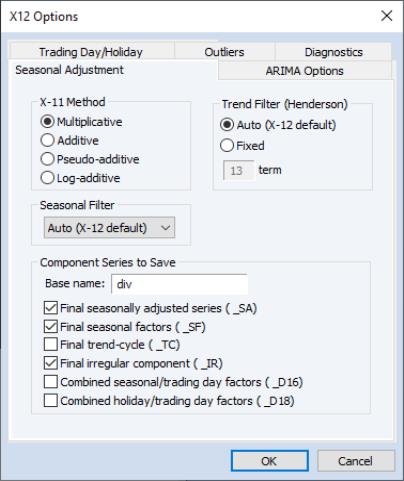 X12 Options
Trading Day/Holiday
Outliers
Diagnostics
Seasonal Adjustment
ARIMA Options
X-11 Method
Multiplicative
Additive
Pseudo-additive
Log-additive
Trend Filter (Henderson)
Auto (X-12 default)
Fixed
13 term
Seasonal Filter
Auto (X-12 default)
Component Series to Save
Base name: div
Final seasonally adjusted series ( _SA)
Final seasonal factors ( _SF)
Final trend-cycle ( _TC)
Final irregular component ( _IR)
Combined seasonal/trading day factors ( _D16)
Combined holiday/trading day factors ( _D18)
OK
Cancel